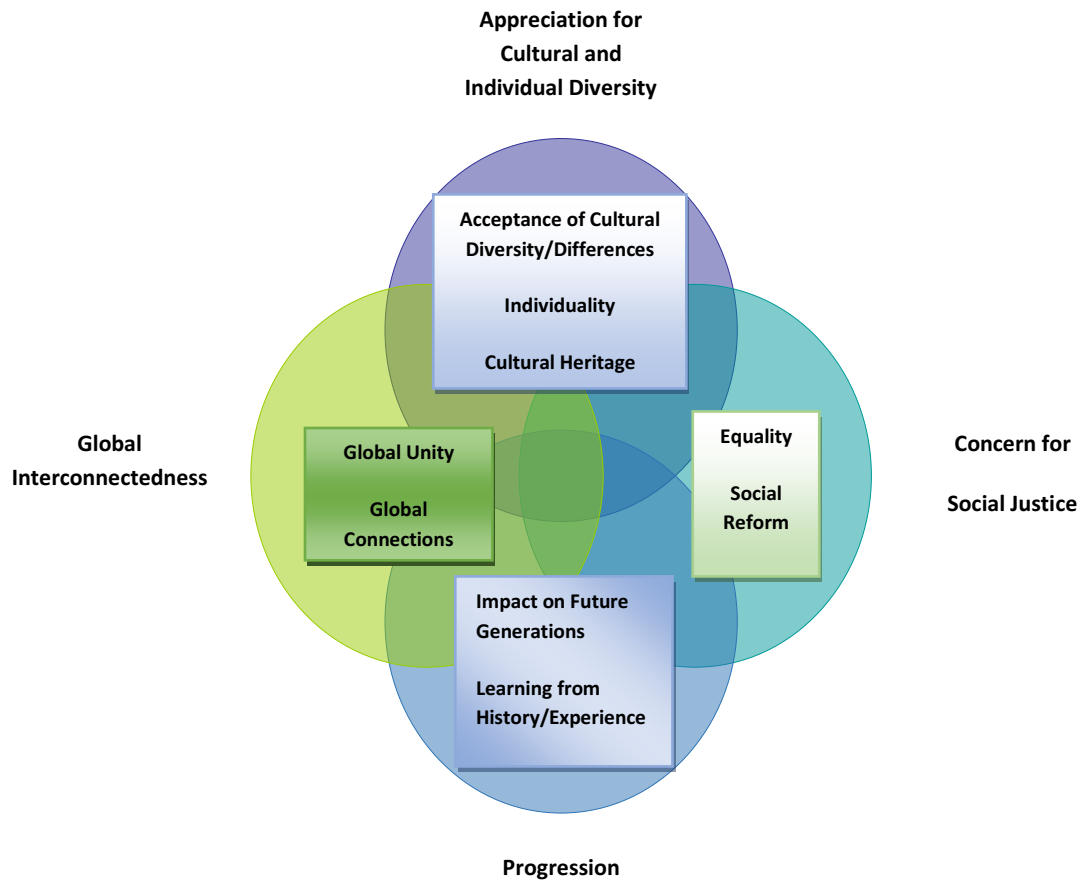 Appreciation for
Cultural and
Individual Diversity
Acceptance of Cultural
Diversity/Differences
Individuality
Cultural Heritage
Global
Interconnectedness
Global Unity
Global
Connections
Equality
Social
Reform
Concern for
Social Justice
Impact on Future
Generations
Learning from
History/Experience
Progression